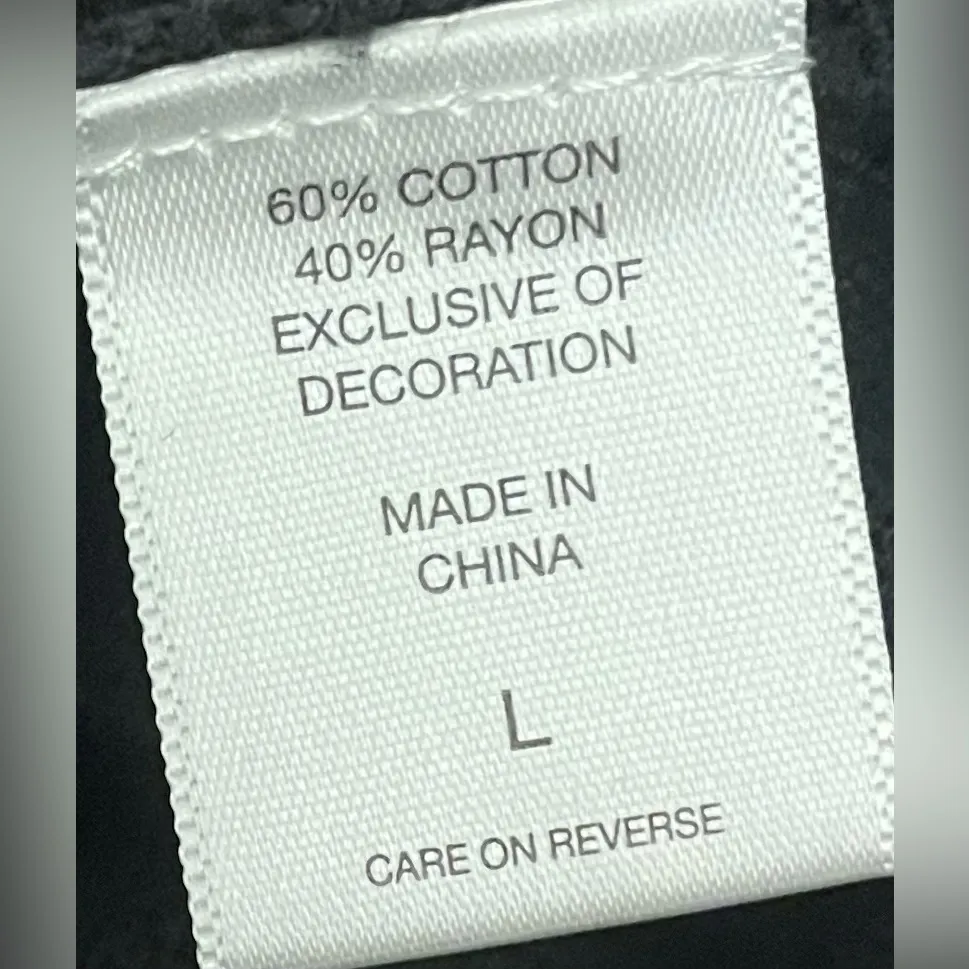 60% COTTON
40% RAYON
EXCLUSIVE OF
DECORATION
MADE IN
CHINA
L
CARE ON REVERSE